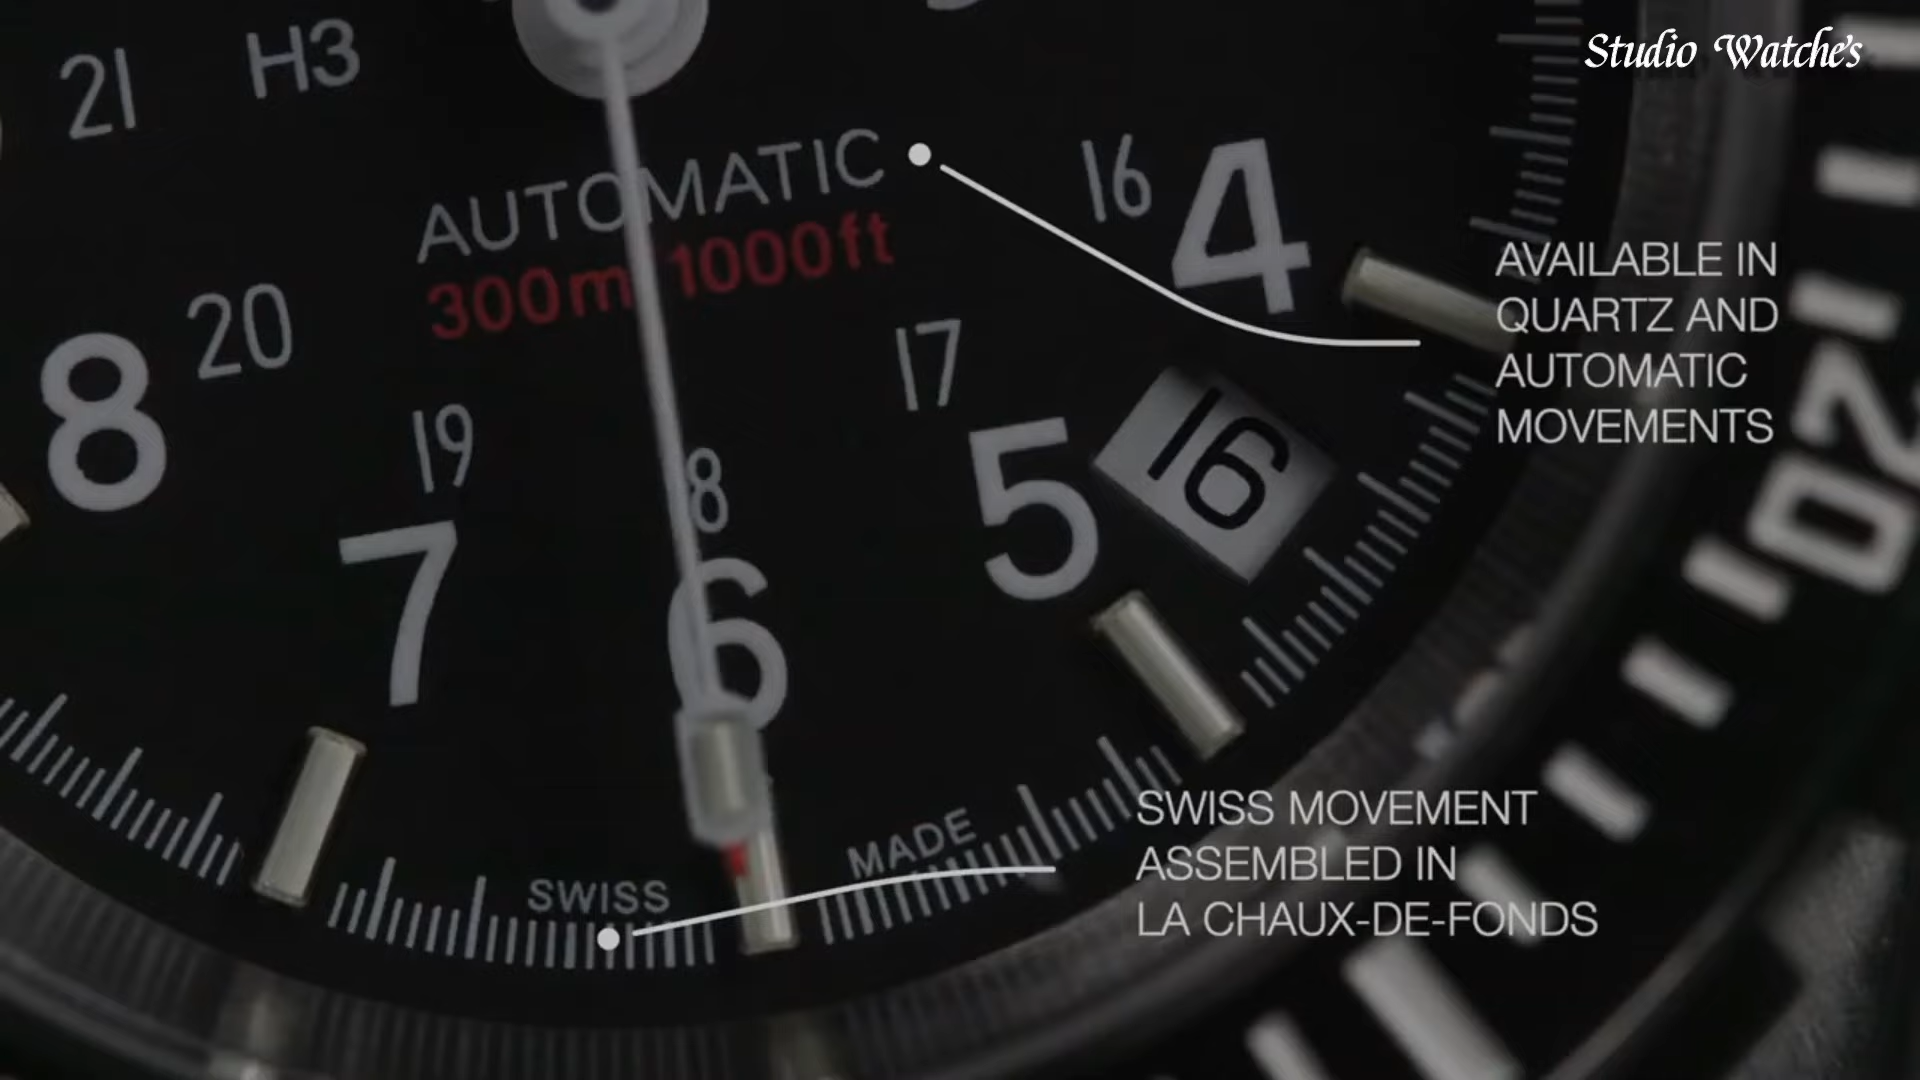 Studio Watche's
21 H3
AUTOMATIC
300m 1000ft
16 4
AVAILABLE IN
QUARTZ AND
AUTOMATIC
MOVEMENTS
20
8
20
17
5
16
19
8
7
6
SWISS MADE
SWISS MOVEMENT
ASSEMBLED IN
LA CHAUX-DE-FONDS